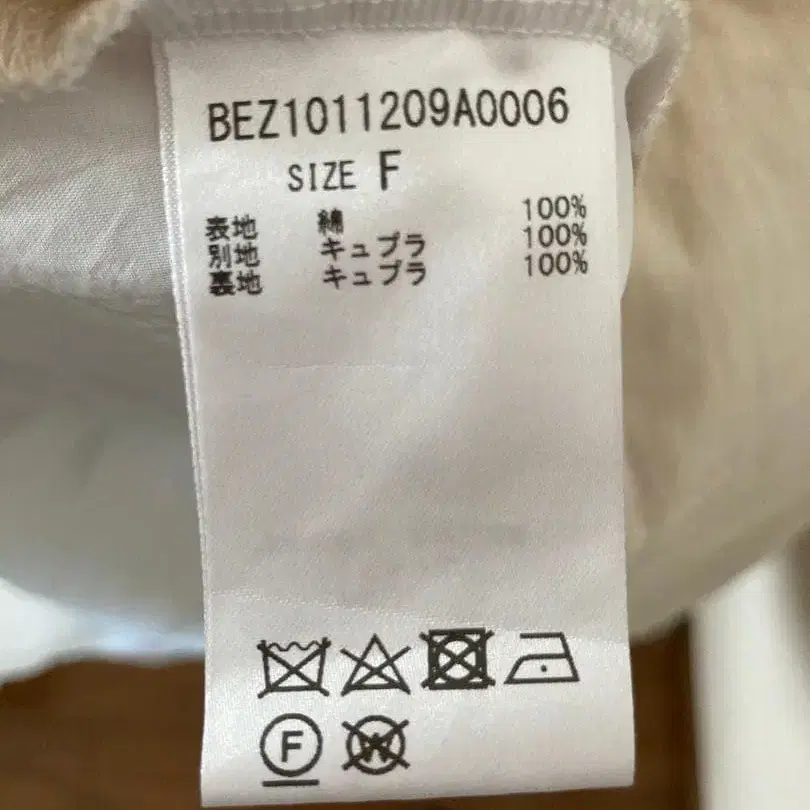 BEZ1011209A0006
SIZE F
表地 綿 100%
別地 キュプラ 100%
裏地 キュプラ 100%
F
W